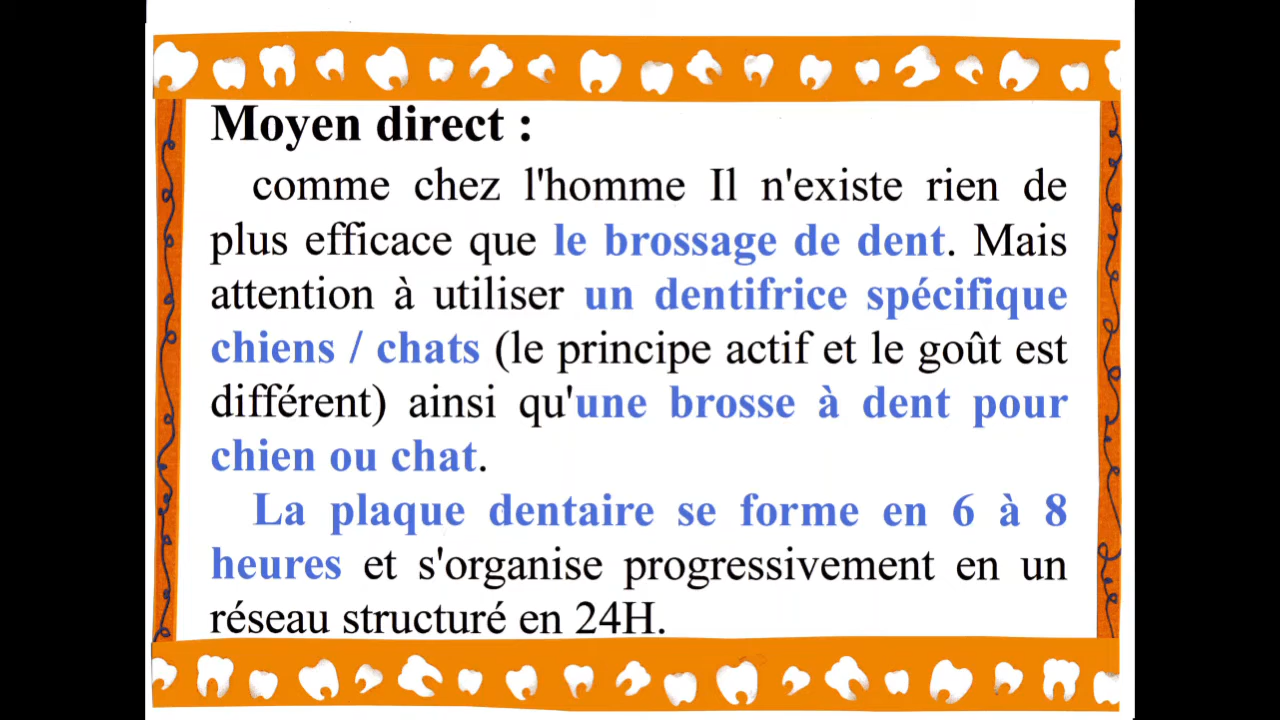 Moyen direct :
comme chez l'homme Il n'existe rien de
plus efficace que le brossage de dent. Mais
attention à utiliser un dentifrice spécifique
chiens / chats (le principe actif et le goût est
différent) ainsi qu'une brosse à dent pour
chien ou chat.
La plaque dentaire se forme en 6 à 8
heures et s'organise progressivement en un
réseau structuré en 24H.